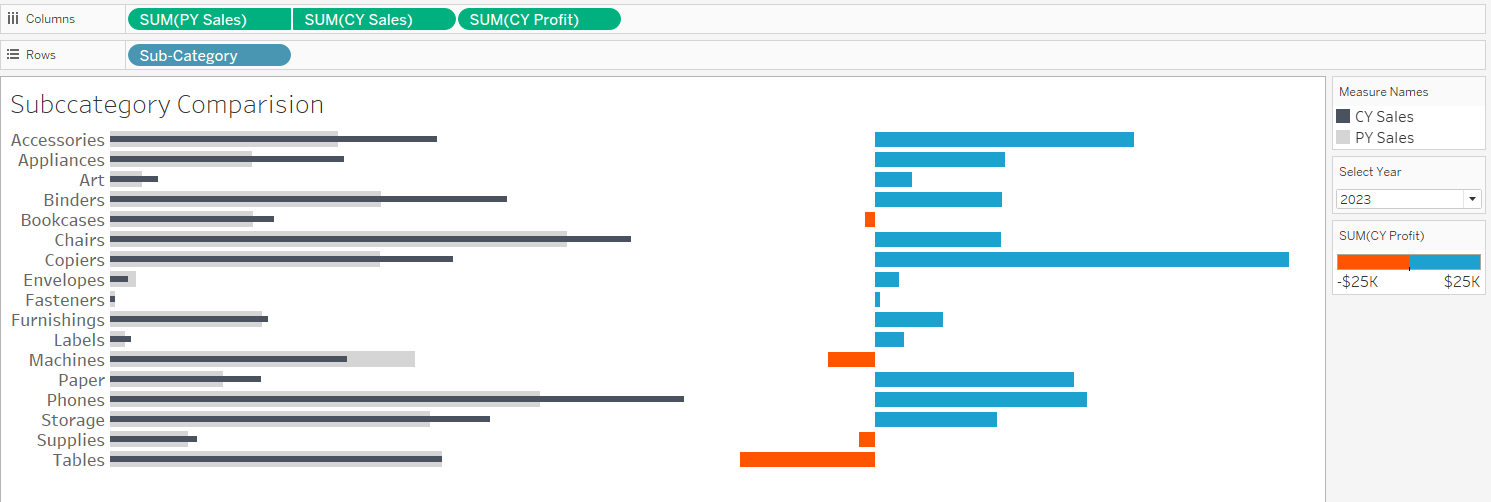 Columns
SUM(PY Sales)
SUM(CY Sales)
SUM(CY Profit)
Rows
Sub-Category
Subccategory Comparision
Accessories
Appliances
Art
Binders
Bookcases
Chairs
Copiers
Envelopes
Fasteners
Furnishings
Labels
Machines
Paper
Phones
Storage
Supplies
Tables
Measure Names
CY Sales
PY Sales
Select Year
2023
SUM(CY Profit)
-$25K $25K